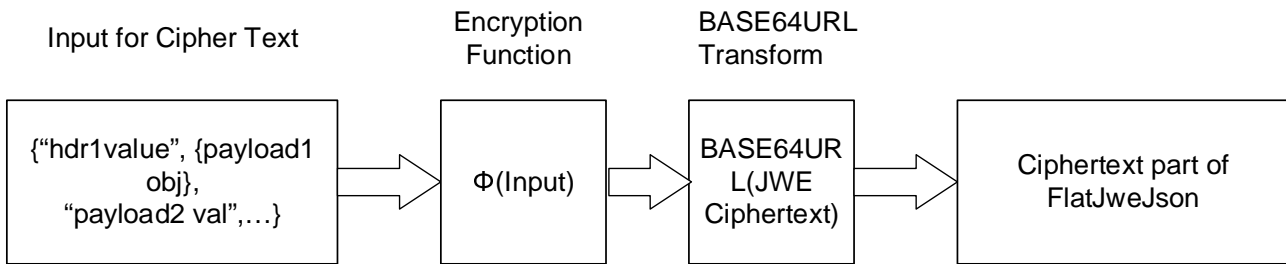 Input for Cipher Text
Encryption
Function
BASE64URL
Transform
{“hdr1value”, {payload1
obj},
“payload2 val”,…}
Φ(Input)
BASE64UR
L(JWE
Ciphertext)
Ciphertext part of
FlatJweJson